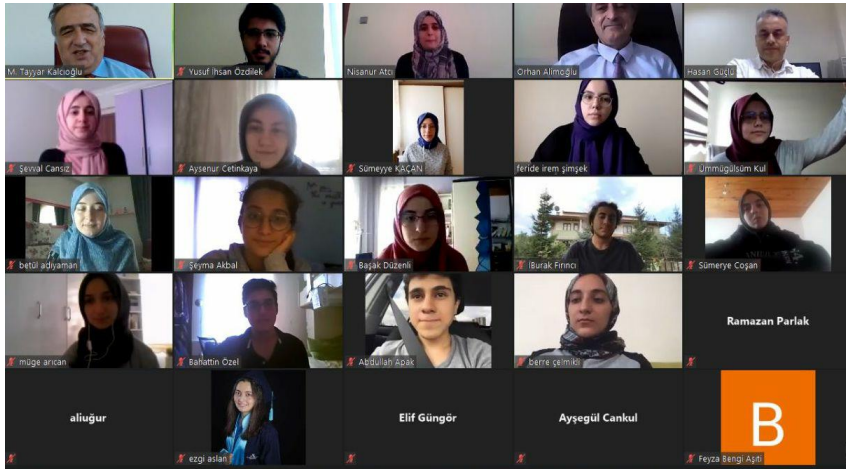 M. Tayyar Kalcıoğlu
Yusuf İhsan Özdilek
Nisanur Atcı
Orhan Alimoğlu
Hasan Güçlü
Şevval Cansız
Aysenur Cetinkaya
Sümeyye KAÇAN
feride irem şimşek
Ümmügülsüm Kul
betül adıyaman
Şeyma Akbal
Başak Düzenli
İBurak Fırıncı
Sümerye Coşan
müge arıcan
Bahattin Özel
Abdullah Apak
berre çelmikli
Ramazan Parlak
aliuğur
ezgi aslan
Elif Güngör
Ayşegül Cankul
B
Feyza Bengi Aşıtı